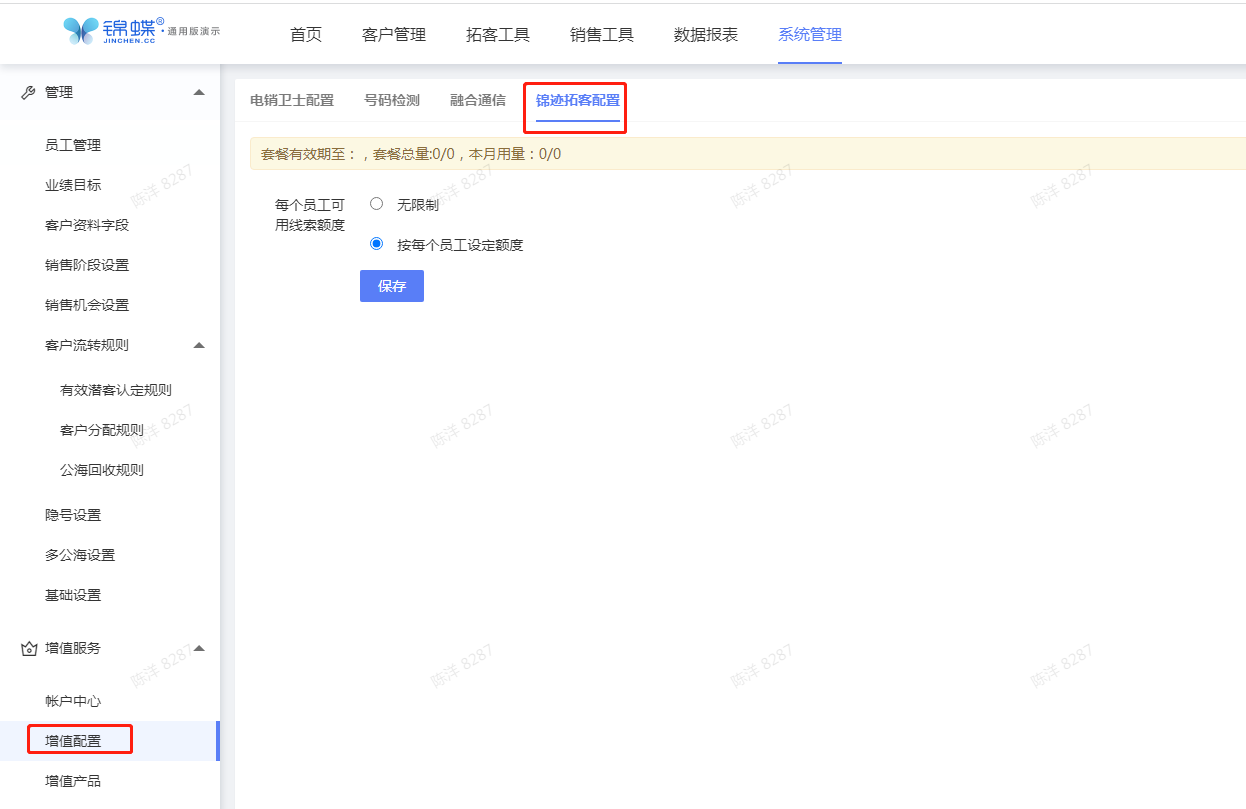 锦蝶® · 通用版演示
JINCHEN.CC
首页 客户管理 拓客工具 销售工具 数据报表 系统管理
管理
员工管理
业绩目标
客户资料字段
销售阶段设置
销售机会设置
客户流转规则
有效潜客认定规则
客户分配规则
公海回收规则
隐号设置
多公海设置
基础设置
增值服务
帐户中心
增值配置
增值产品
电销卫士配置 号码检测 融合通信 锦迹拓客配置
套餐有效期至：，套餐总量:0/0，本月用量：0/0
每个员工可
用线索额度
无限制
按每个员工设定额度
保存
陈洋 8287
陈洋 8287
陈洋 8287
陈洋 8287
陈洋 8287
陈洋 8287
陈洋 8287
陈洋 8287
陈洋 8287
陈洋 8287
陈洋 8287
陈洋 8287